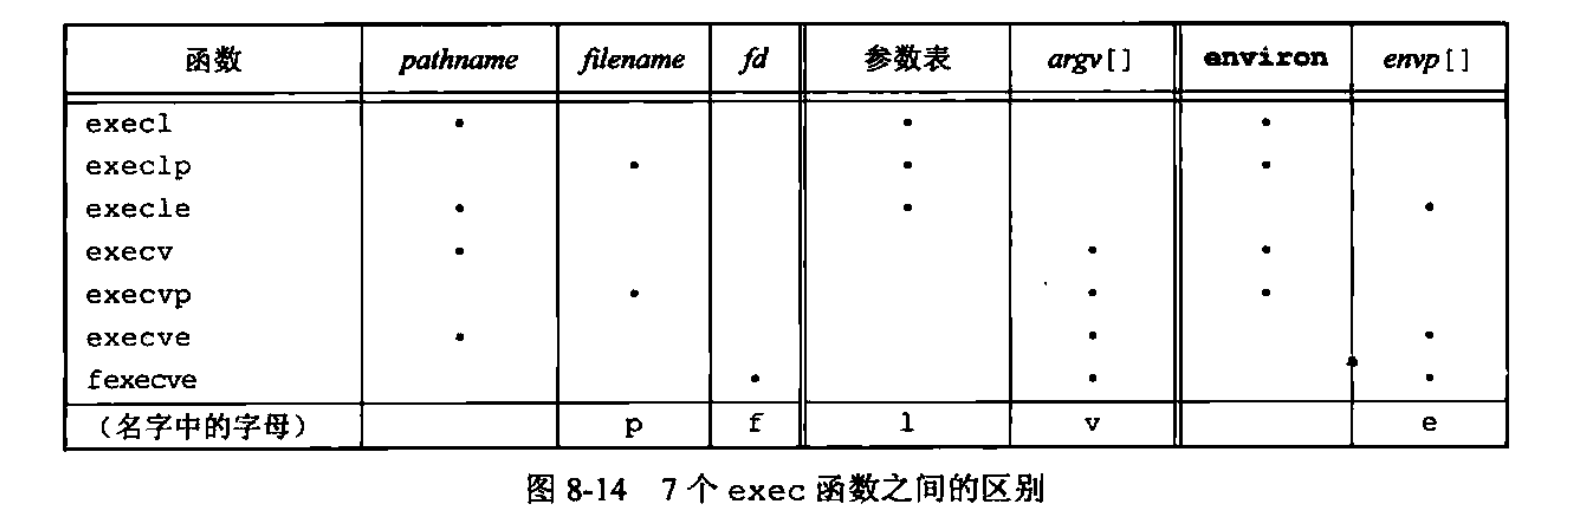 函数 pathname filename fd 参数表 argv[] environ envp[]
execl • • •
execlp • • •
execle • • •
execv • • •
execvp • • •
execve • • •
fexecve • • •
（名字中的字母） p f l v e
图 8-14 7 个 exec 函数之间的区别